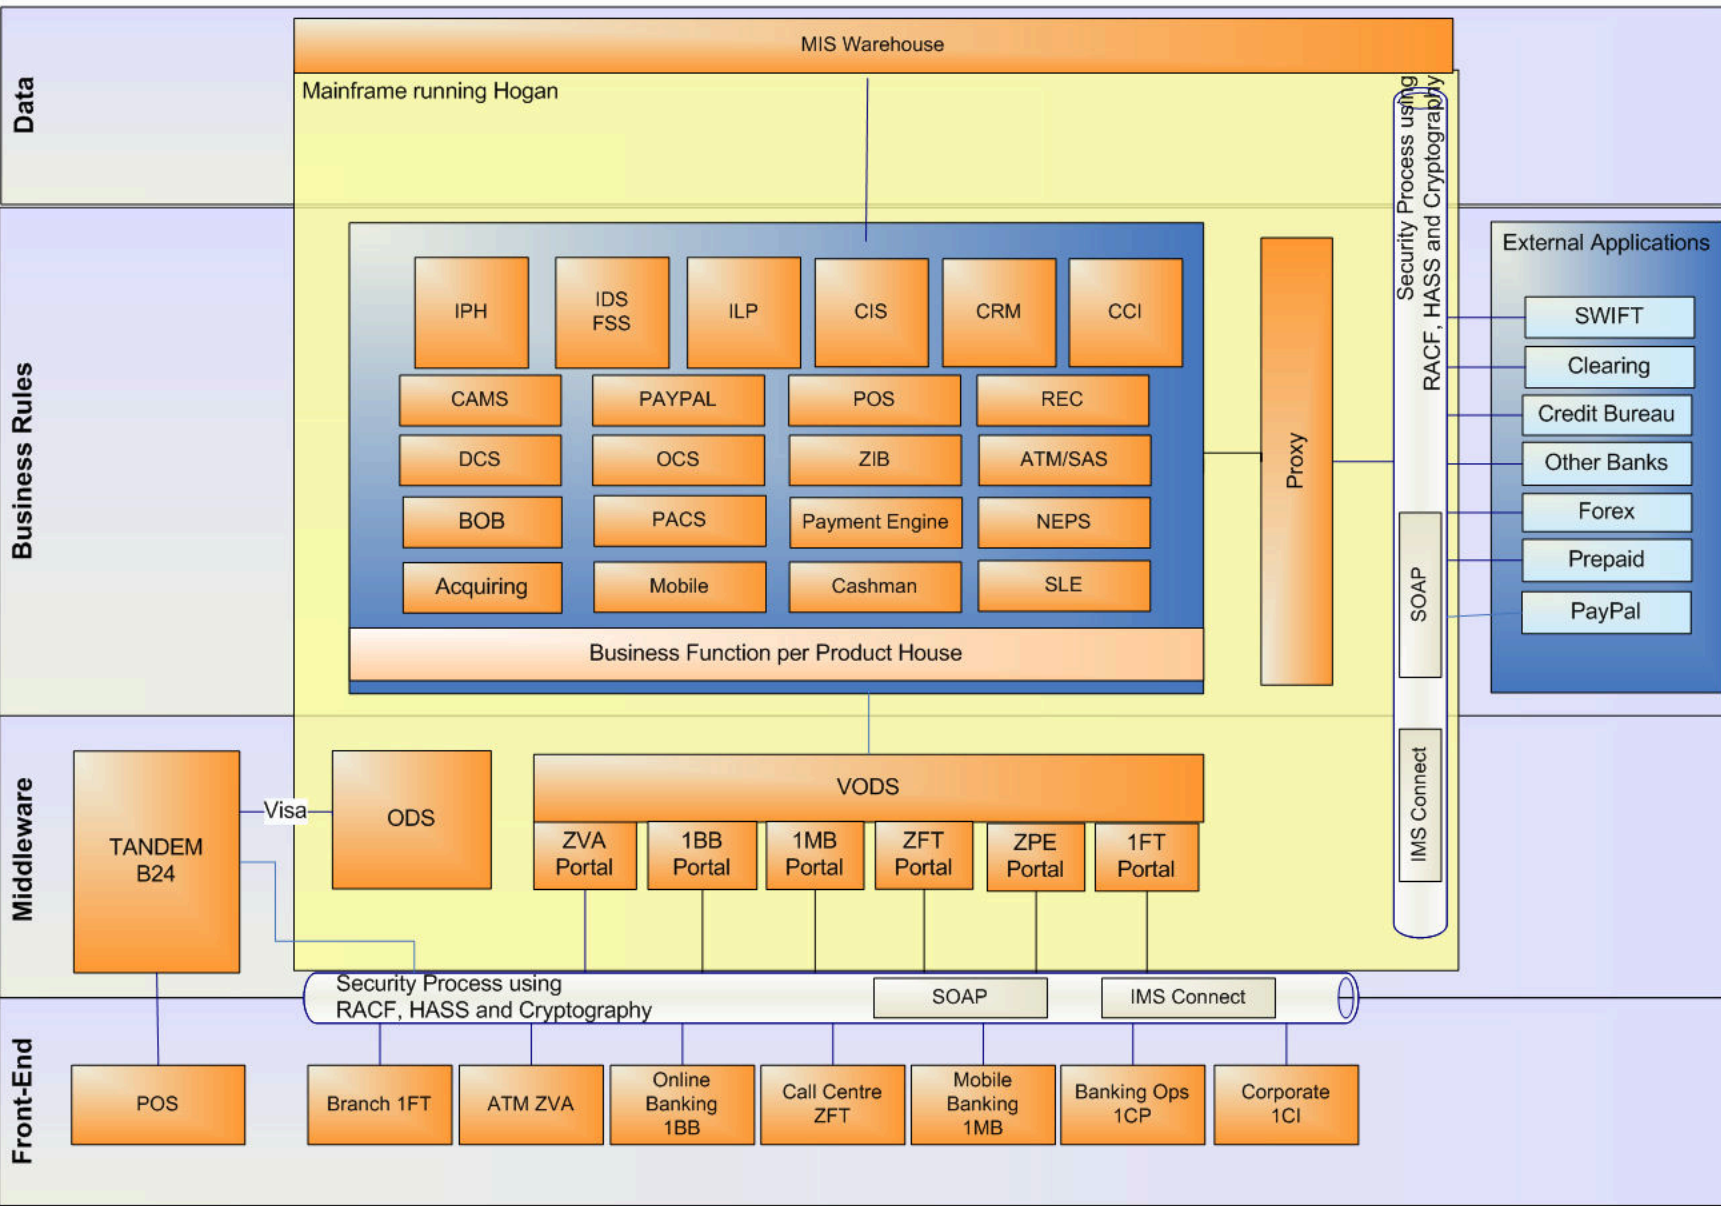 MIS Warehouse
Mainframe running Hogan
Data
Security Process using
RACF, HASS and Cryptography
External Applications
SWIFT
Clearing
Credit Bureau
Other Banks
Forex
Prepaid
PayPal
Business Rules
IPH
IDS
FSS
ILP
CIS
CRM
CCI
CAMS
PAYPAL
POS
REC
DCS
OCS
ZIB
ATM/SAS
BOB
PACS
Payment Engine
NEPS
Acquiring
Mobile
Cashman
SLE
Business Function per Product House
Proxy
SOAP
IMS Connect
Middleware
TANDEM
B24
Visa
ODS
VODS
ZVA
Portal
1BB
Portal
1MB
Portal
ZFT
Portal
ZPE
Portal
1FT
Portal
Security Process using
RACF, HASS and Cryptography
SOAP
IMS Connect
Front-End
POS
Branch 1FT
ATM ZVA
Online
Banking
1BB
Call Centre
ZFT
Mobile
Banking
1MB
Banking Ops
1CP
Corporate
1CI